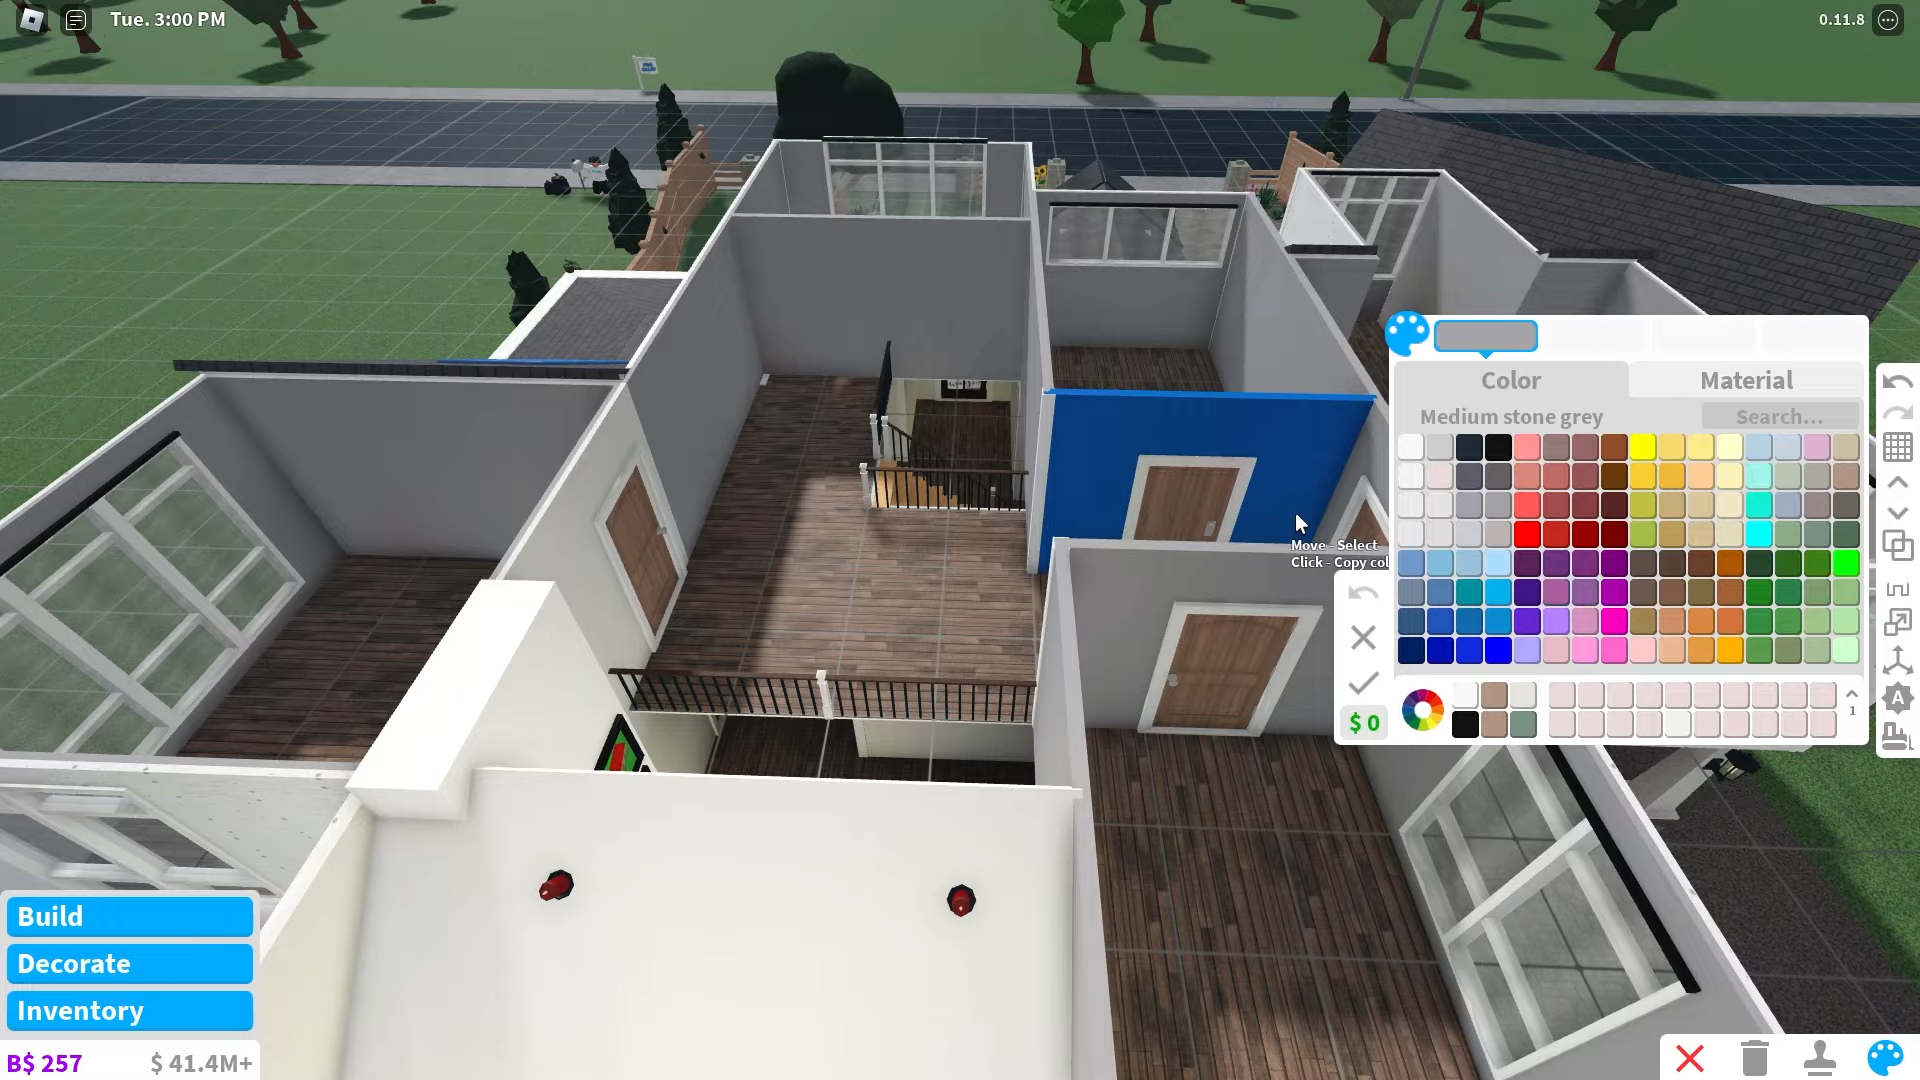 Tue. 3:00 PM
0.11.8
Color
Material
Medium stone grey
Search...
Move - Select
Click - Copy col
$ 0
1
A
Build
Decorate
Inventory
B$ 257
$ 41.4M+